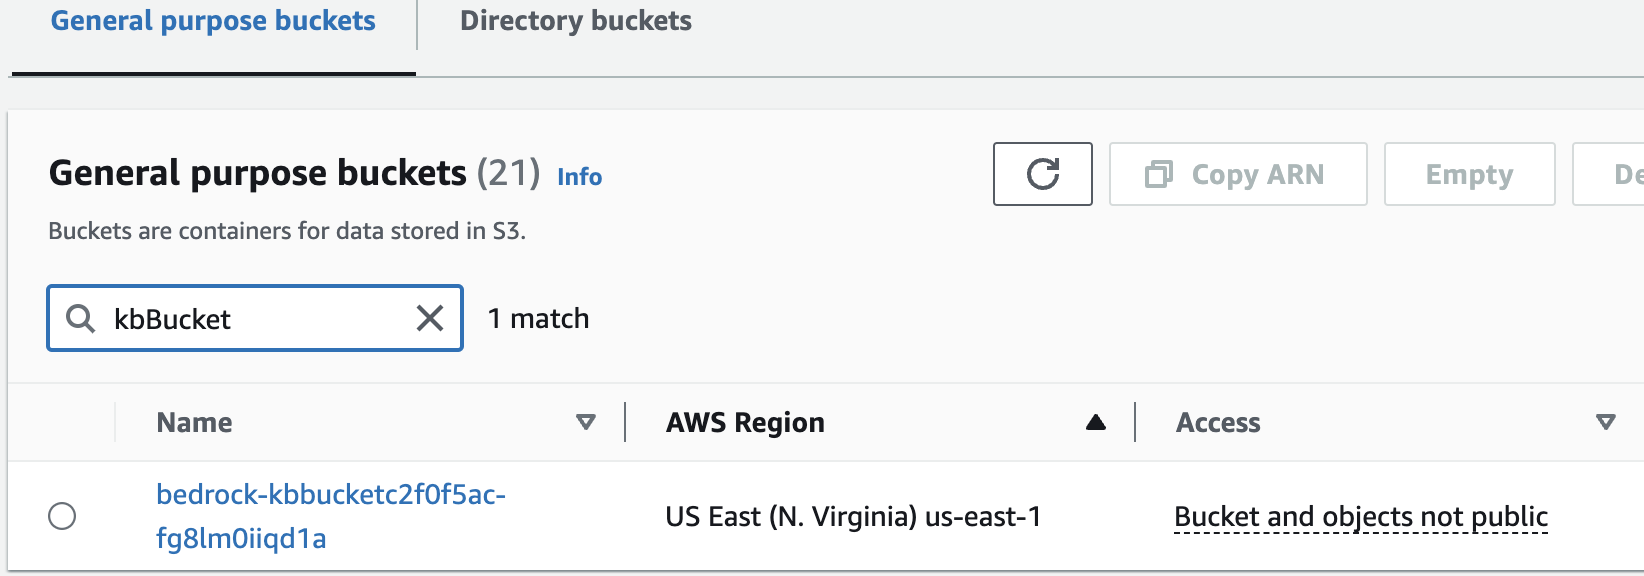 General purpose buckets
Directory buckets
General purpose buckets (21) Info
Copy ARN
Empty
De
Buckets are containers for data stored in S3.
kbBucket
1 match
Name
AWS Region
Access
bedrock-kbbucketc2f0f5ac-
fg8lm0iiqd1a
US East (N. Virginia) us-east-1
Bucket and objects not public